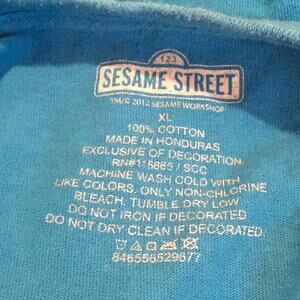 123
SESAME STREET
TM/© 2013 SESAME WORKSHOP
XL
100% COTTON
MADE IN HONDURAS
EXCLUSIVE OF DECORATION
RN#115665 / SCC
MACHINE WASH COLD WITH
LIKE COLORS, ONLY NON-CHLORINE
BLEACH, TUMBLE DRY LOW.
DO NOT IRON IF DECORATED.
DO NOT DRY CLEAN IF DECORATED.
846556529677